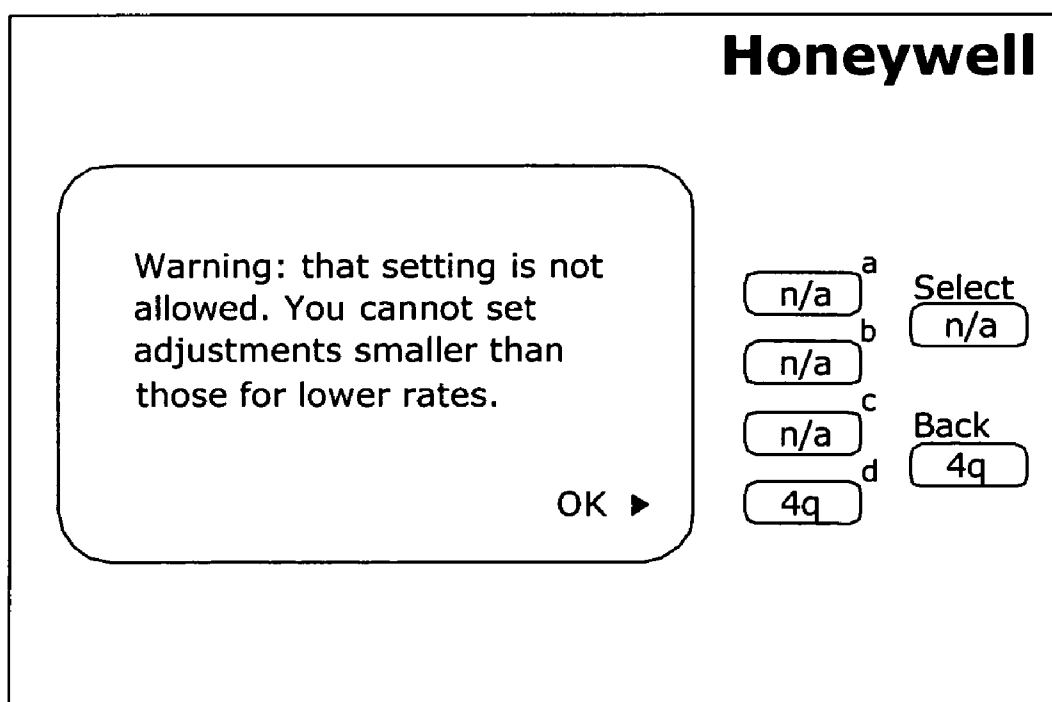 Honeywell
Warning: that setting is not
allowed. You cannot set
adjustments smaller than
those for lower rates.
OK ►
a
n/a
b
n/a
c
n/a
d
4q
Select
n/a
Back
4q